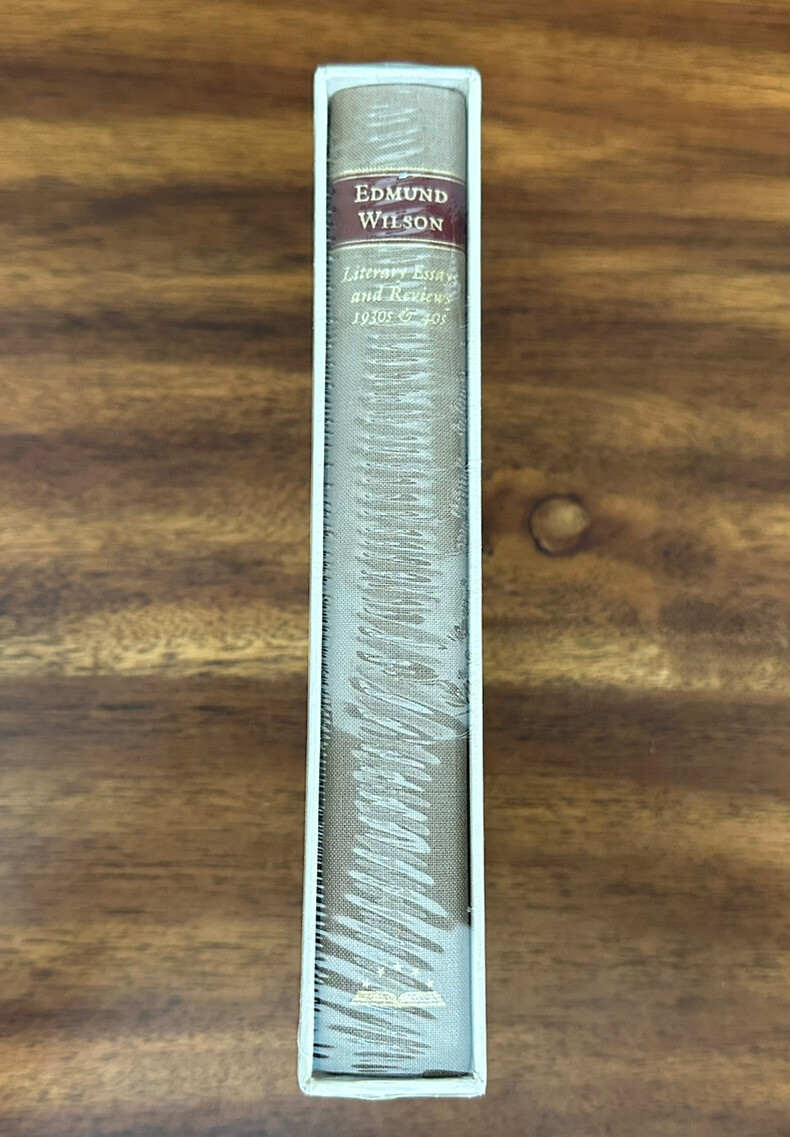 EDMUND
WILSON
Literary Essays
and Reviews
1930s & 40s